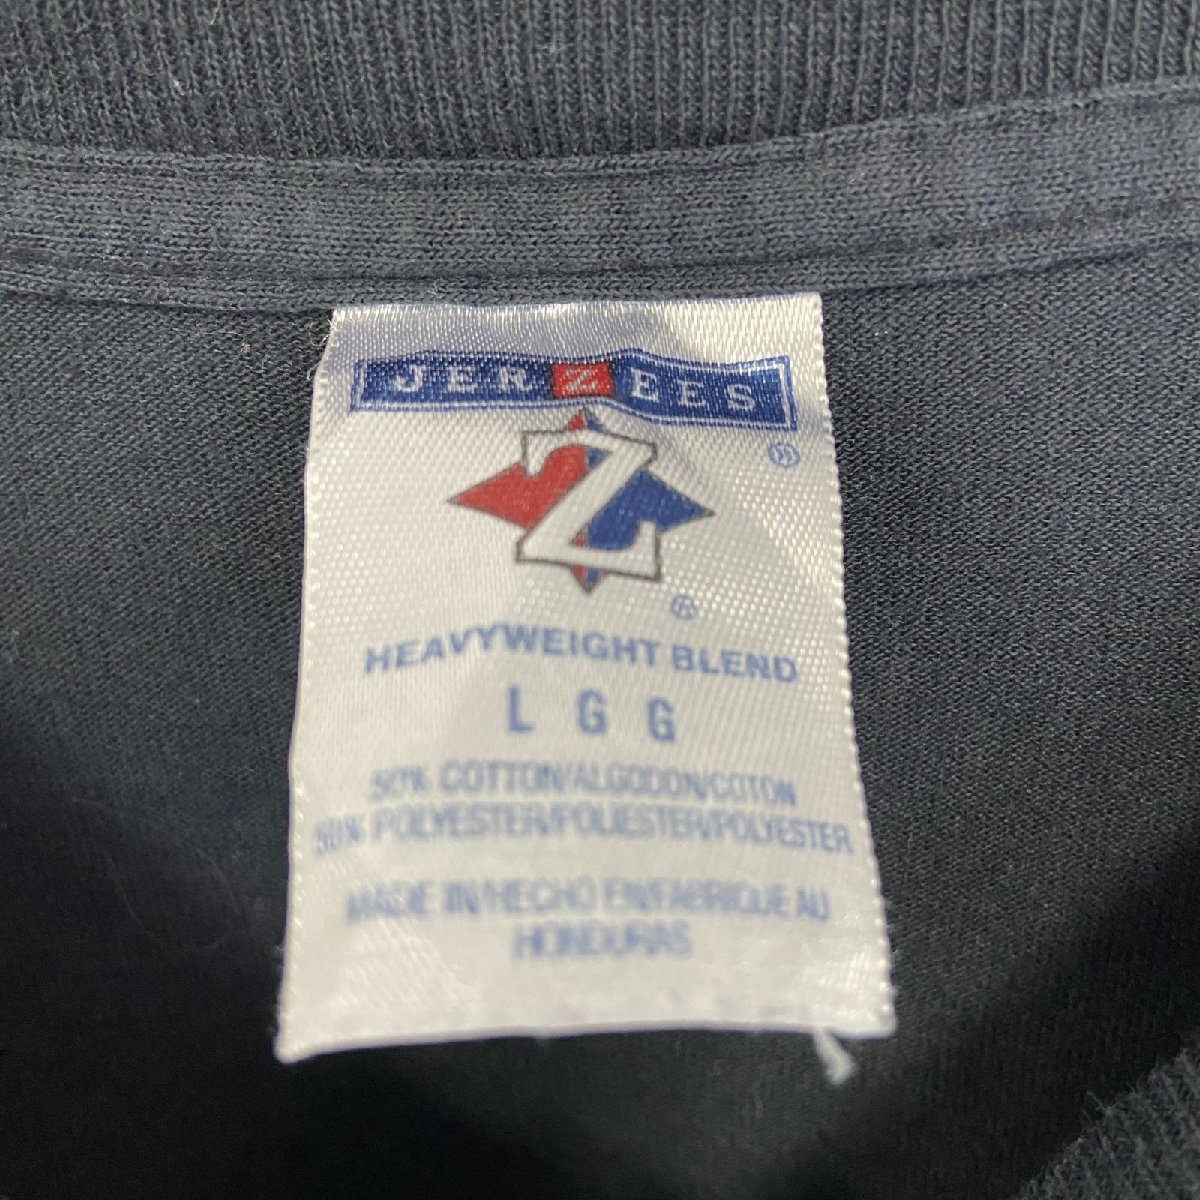 JERZEES
®
Z
®
HEAVYWEIGHT BLEND
L G G
50% COTTON/ALGODON/COTON
50% POLYESTER/POLIESTER/POLYESTER
MADE IN/HECHO EN/FABRIQUE AU
HONDURAS